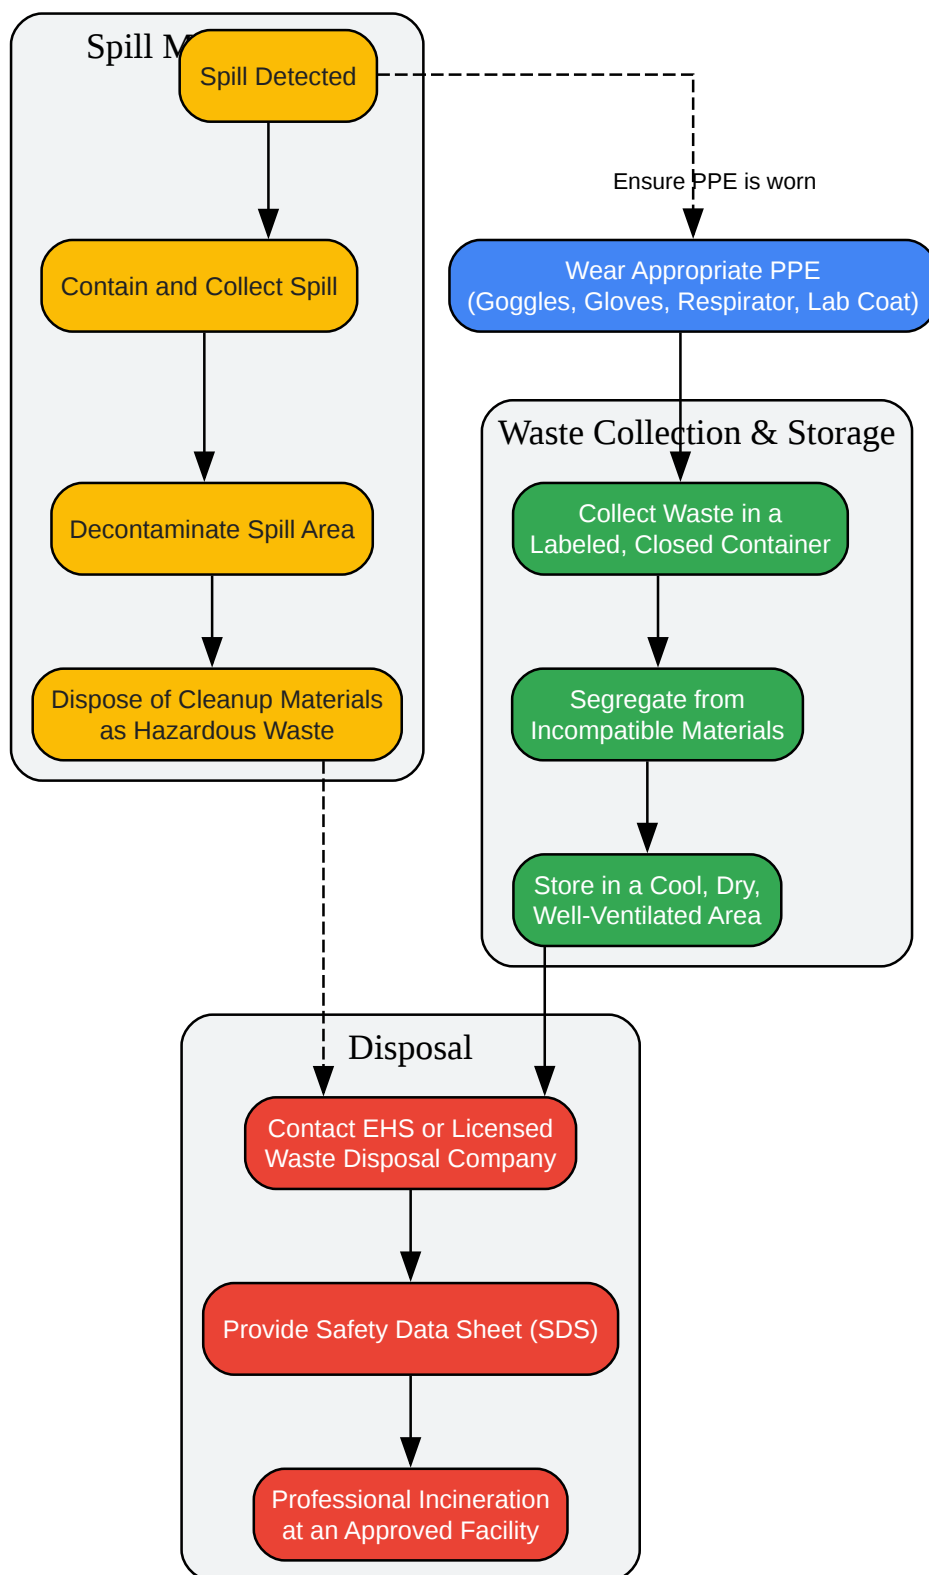 Spill M
Spill Detected
Ensure PPE is worn
Contain and Collect Spill
Wear Appropriate PPE
(Goggles, Gloves, Respirator, Lab Coat)
Waste Collection & Storage
Decontaminate Spill Area
Collect Waste in a
Labeled, Closed Container
Dispose of Cleanup Materials
as Hazardous Waste
Segregate from
Incompatible Materials
Store in a Cool, Dry,
Well-Ventilated Area
Disposal
Contact EHS or Licensed
Waste Disposal Company
Provide Safety Data Sheet (SDS)
Professional Incineration
at an Approved Facility